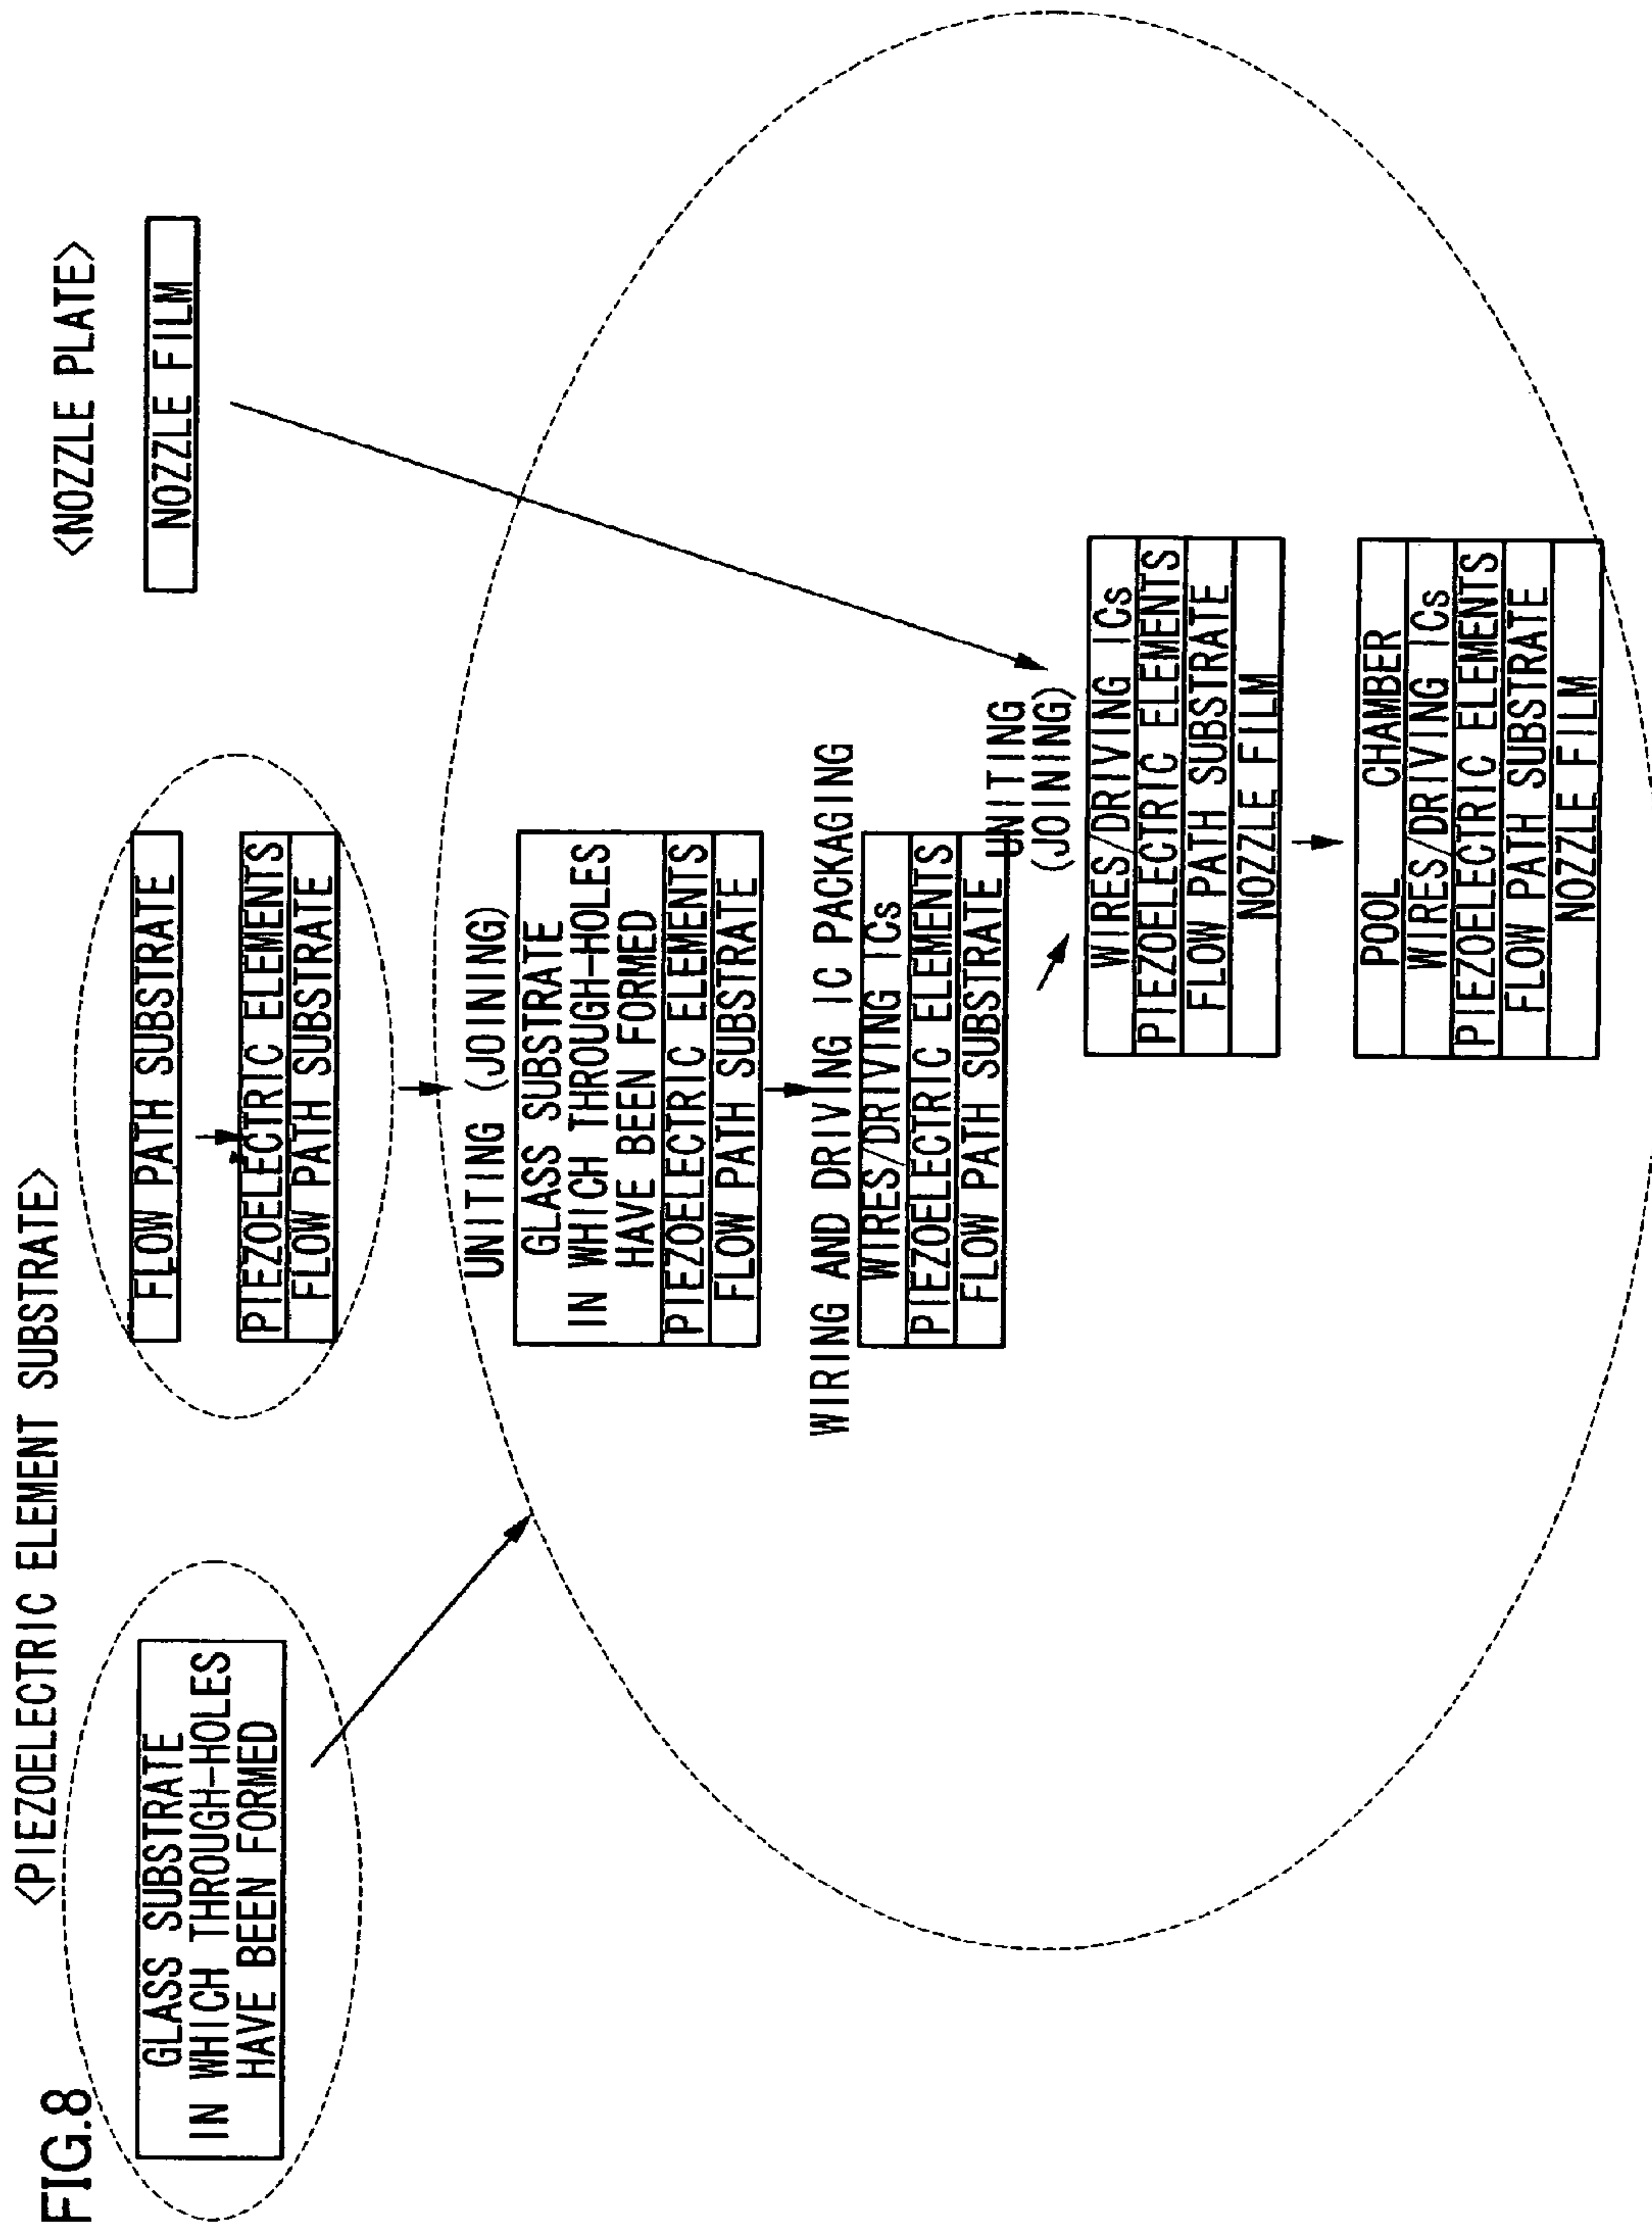 FIG.8
<PIEZOELECTRIC ELEMENT SUBSTRATE>
<NOZZLE PLATE>
GLASS SUBSTRATE
IN WHICH THROUGH-HOLES
HAVE BEEN FORMED
FLOW PATH SUBSTRATE
PIEZOELECTRIC ELEMENTS
FLOW PATH SUBSTRATE
NOZZLE FILM
UNITING (JOINING)
GLASS SUBSTRATE
IN WHICH THROUGH-HOLES
HAVE BEEN FORMED
PIEZOELECTRIC ELEMENTS
FLOW PATH SUBSTRATE
WIRING AND DRIVING IC PACKAGING
WIRES/DRIVING ICs
PIEZOELECTRIC ELEMENTS
FLOW PATH SUBSTRATE
UNITING
(JOINING)
WIRES/DRIVING ICs
PIEZOELECTRIC ELEMENTS
FLOW PATH SUBSTRATE
NOZZLE FILM
POOL CHAMBER
WIRES/DRIVING ICs
PIEZOELECTRIC ELEMENTS
FLOW PATH SUBSTRATE
NOZZLE FILM